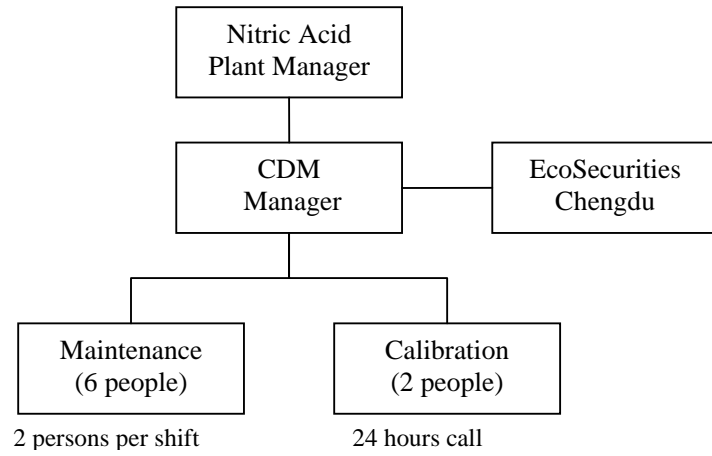 Nitric Acid
Plant Manager
CDM
Manager
EcoSecurities
Chengdu
Maintenance
(6 people)
Calibration
(2 people)
2 persons per shift
24 hours call